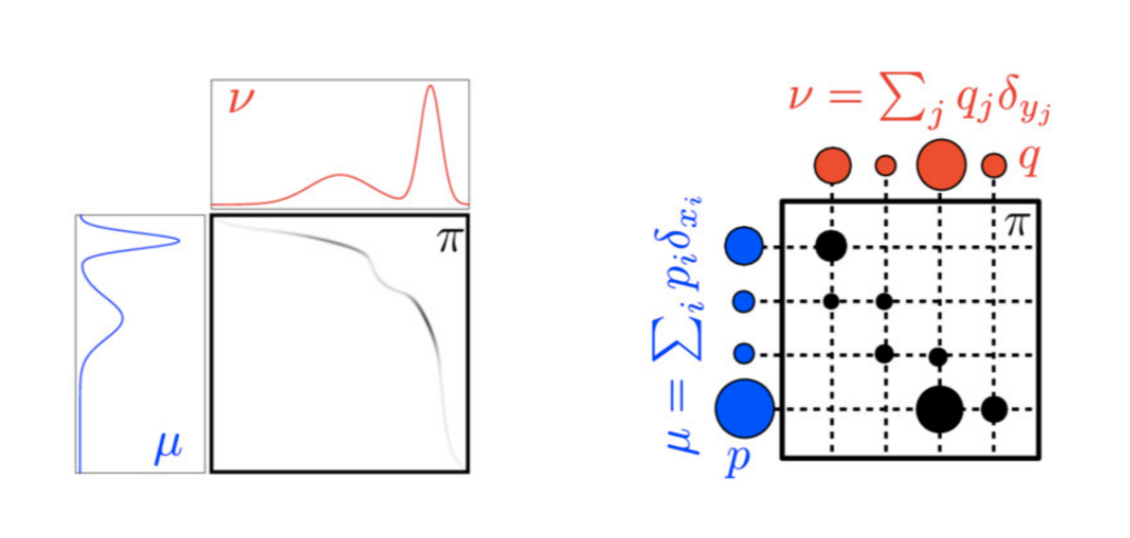 ν
π
μ
ν = ∑_j q_j δ_{y_j}
q
π
μ = ∑_i p_i δ_{x_i}
p